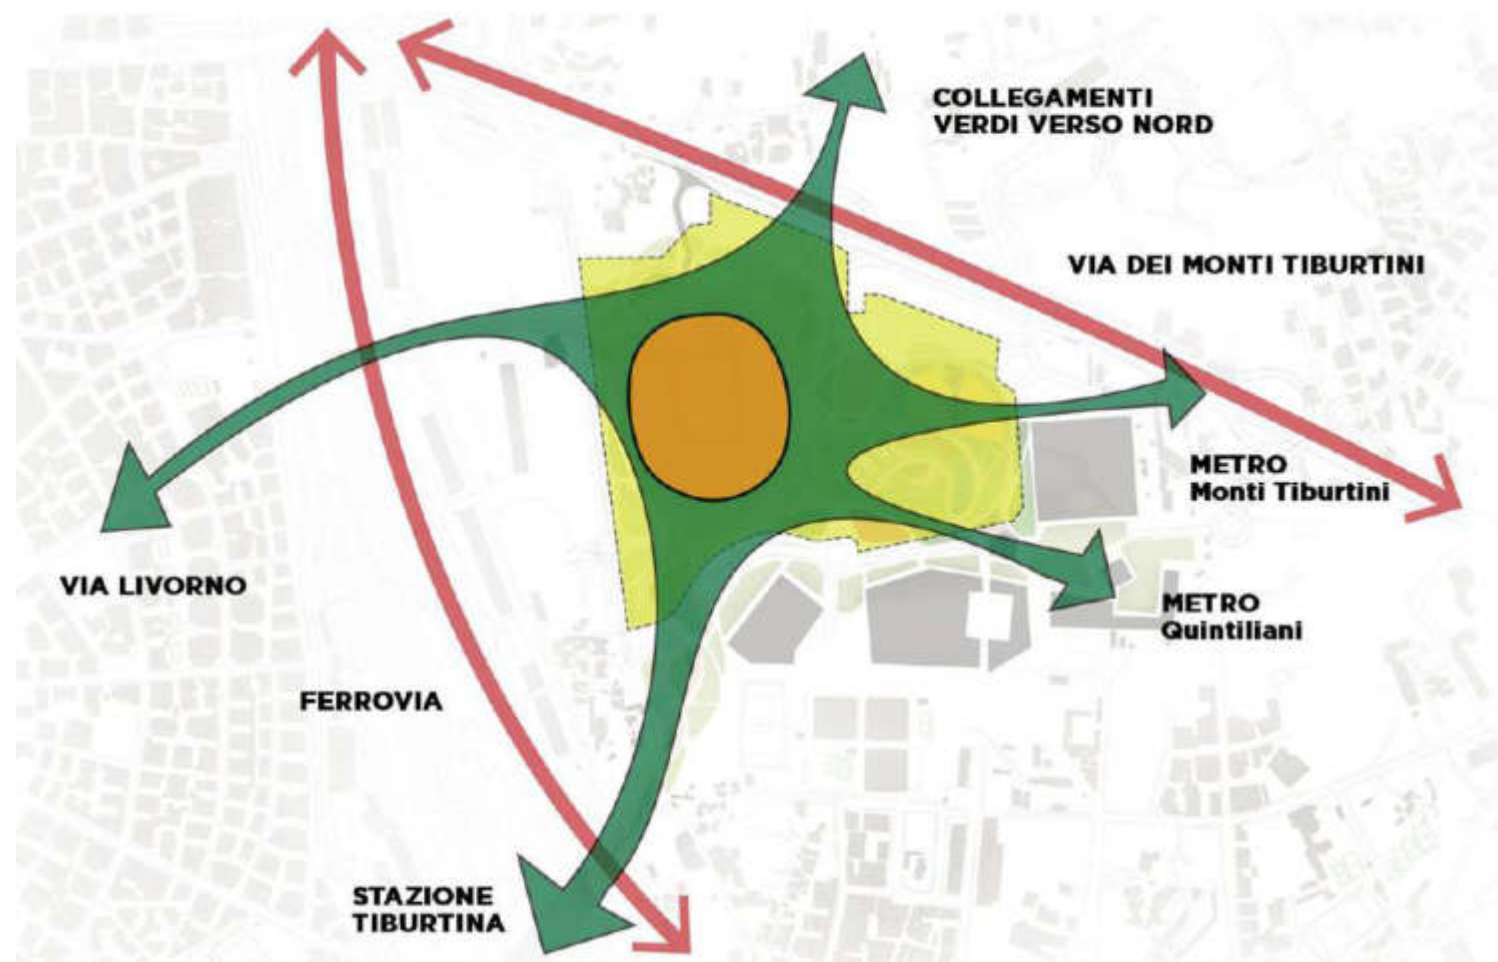 COLLEGAMENTI
VERDI VERSO NORD
VIA DEI MONTI TIBURTINI
METRO
Monti Tiburtini
VIA LIVORNO
METRO
Quintiliani
FERROVIA
STAZIONE
TIBURTINA